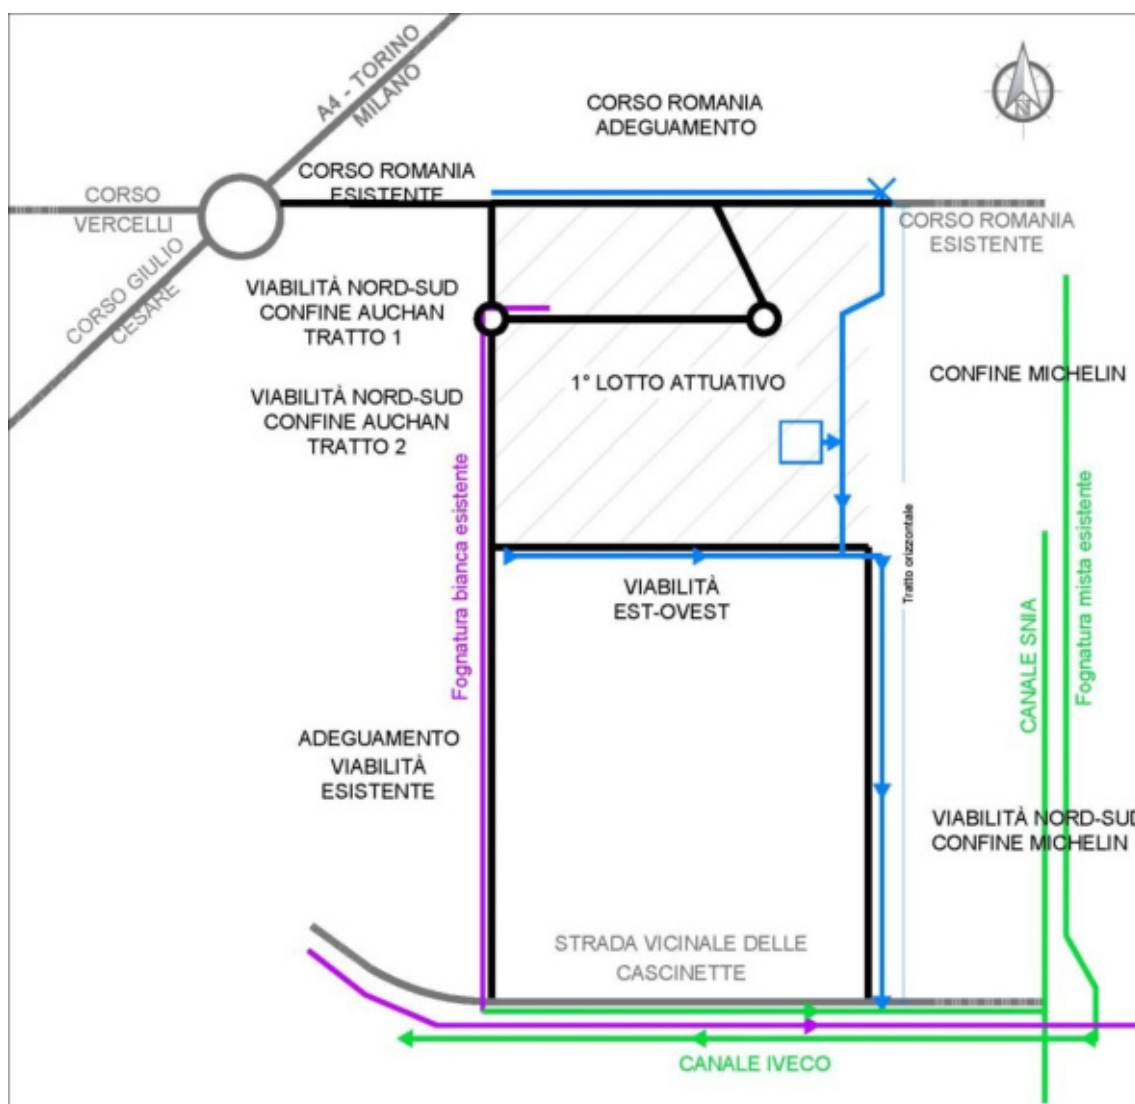 A4 - TORINO
MILANO
CORSO ROMANIA
ADEGUAMENTO
N
CORSO ROMANIA
ESISTENTE
CORSO
VERCELLI
CORSO ROMANIA
ESISTENTE
CORSO GIULIO
CESARE
VIABILITÀ NORD-SUD
CONFINE AUCHAN
TRATTO 1
1° LOTTO ATTUATIVO
CONFINE MICHELIN
VIABILITÀ NORD-SUD
CONFINE AUCHAN
TRATTO 2
Fognatura bianca esistente
Tratto orizzontale
Fognatura mista esistente
VIABILITÀ
EST-OVEST
CANALE SNIA
ADEGUAMENTO
VIABILITÀ
ESISTENTE
VIABILITÀ NORD-SUD
CONFINE MICHELIN
STRADA VICINALE DELLE
CASCINETTE
CANALE IVECO